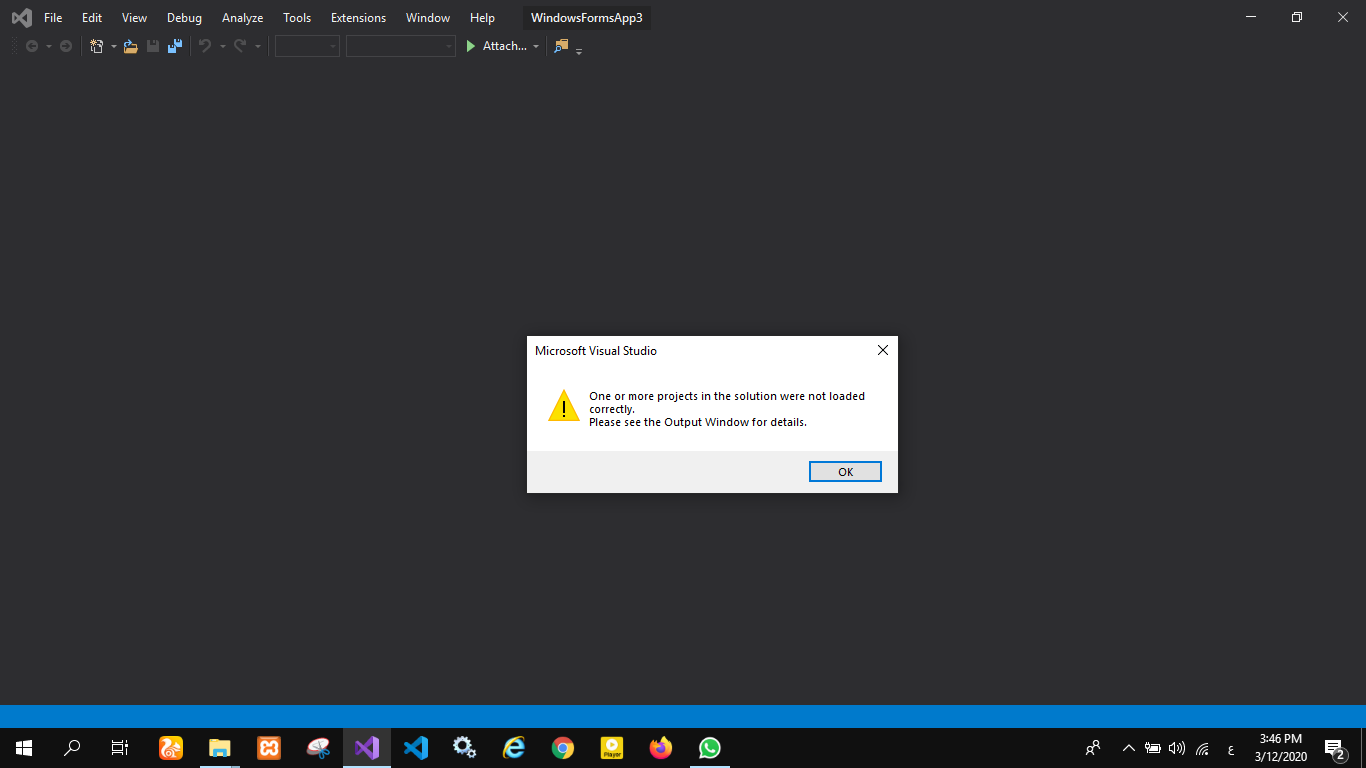 File Edit View Debug Analyze Tools Extensions Window Help WindowsFormsApp3
Attach...
Microsoft Visual Studio
One or more projects in the solution were not loaded
correctly.
Please see the Output Window for details.
OK
Player
ع
3:46 PM
3/12/2020
2